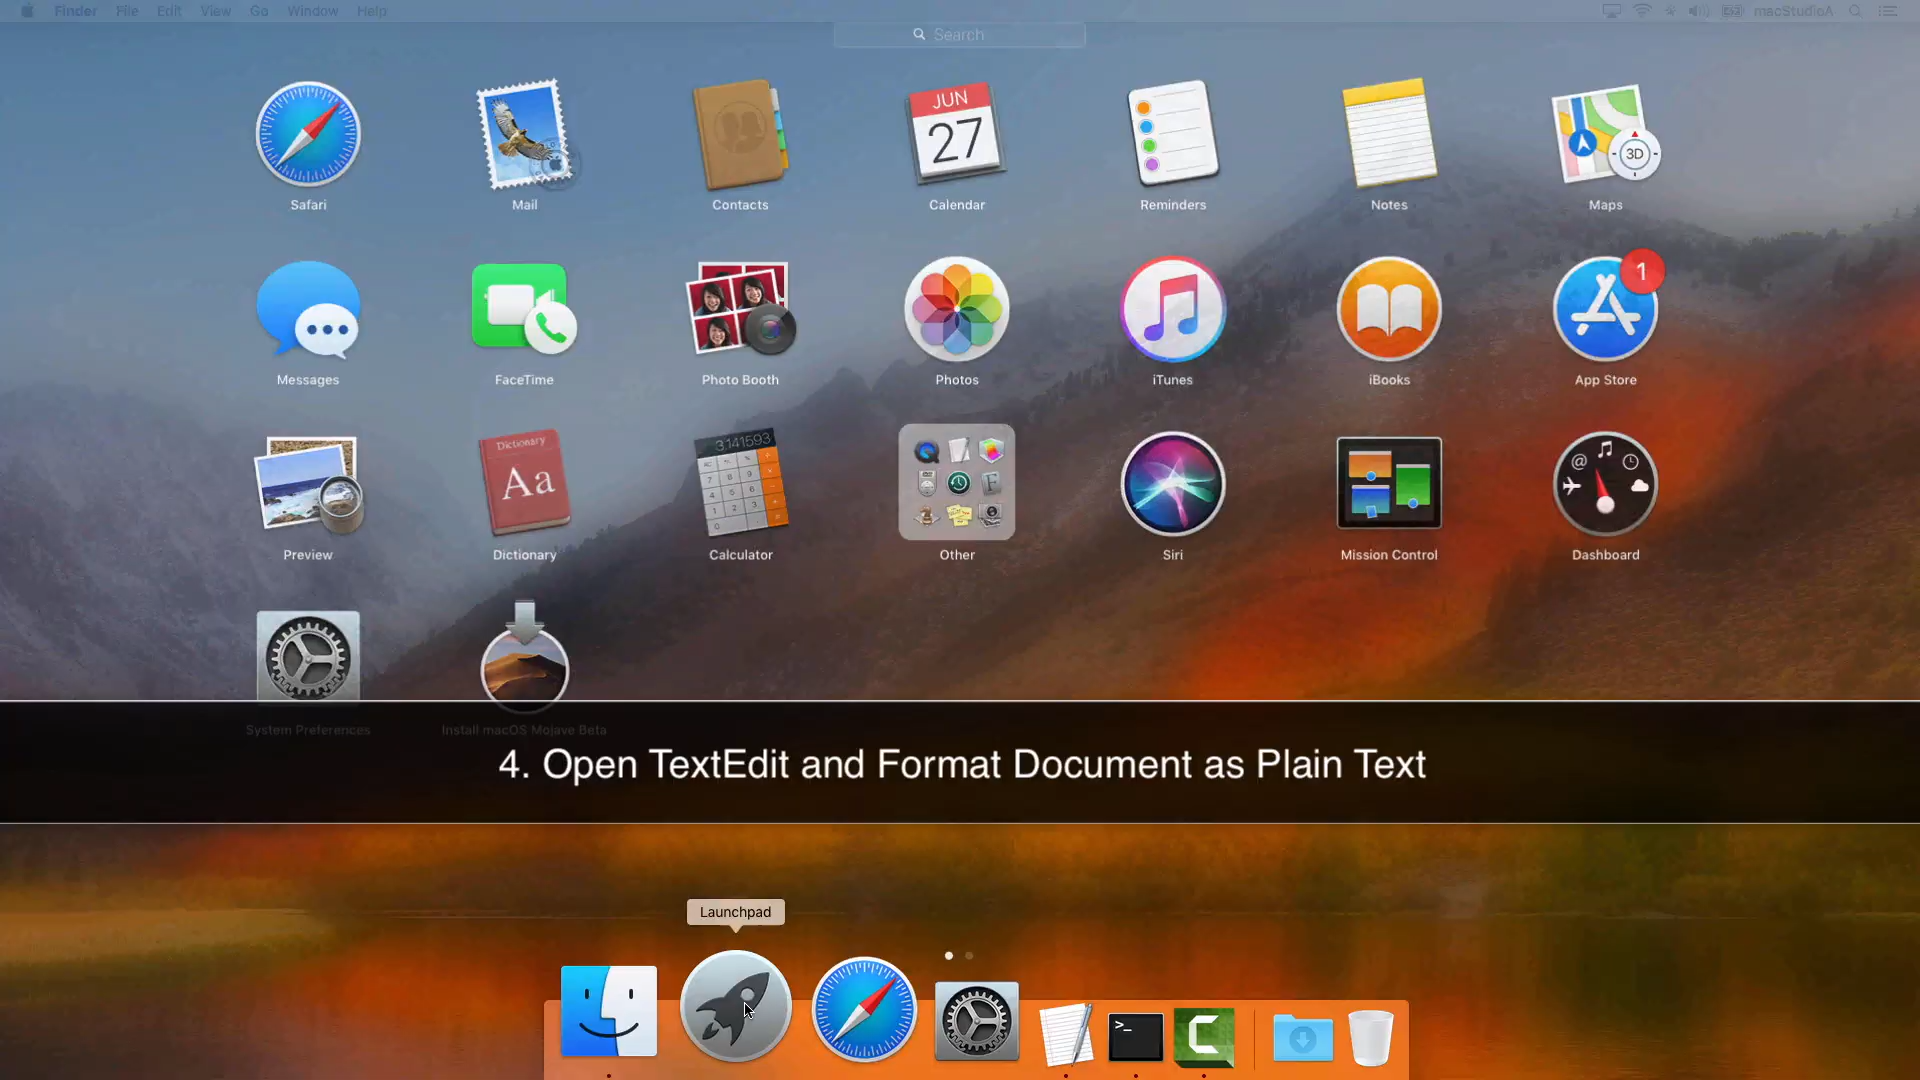 Finder File Edit View Go Window Help macStudioA
Search
JUN
27
3D
Safari Mail Contacts Calendar Reminders Notes Maps
1
Messages FaceTime Photo Booth Photos iTunes iBooks App Store
Dictionary
Aa
3.141593
Preview Dictionary Calculator Other Siri Mission Control Dashboard
System Preferences Install macOS Mojave Beta
4. Open TextEdit and Format Document as Plain Text
Launchpad
>_